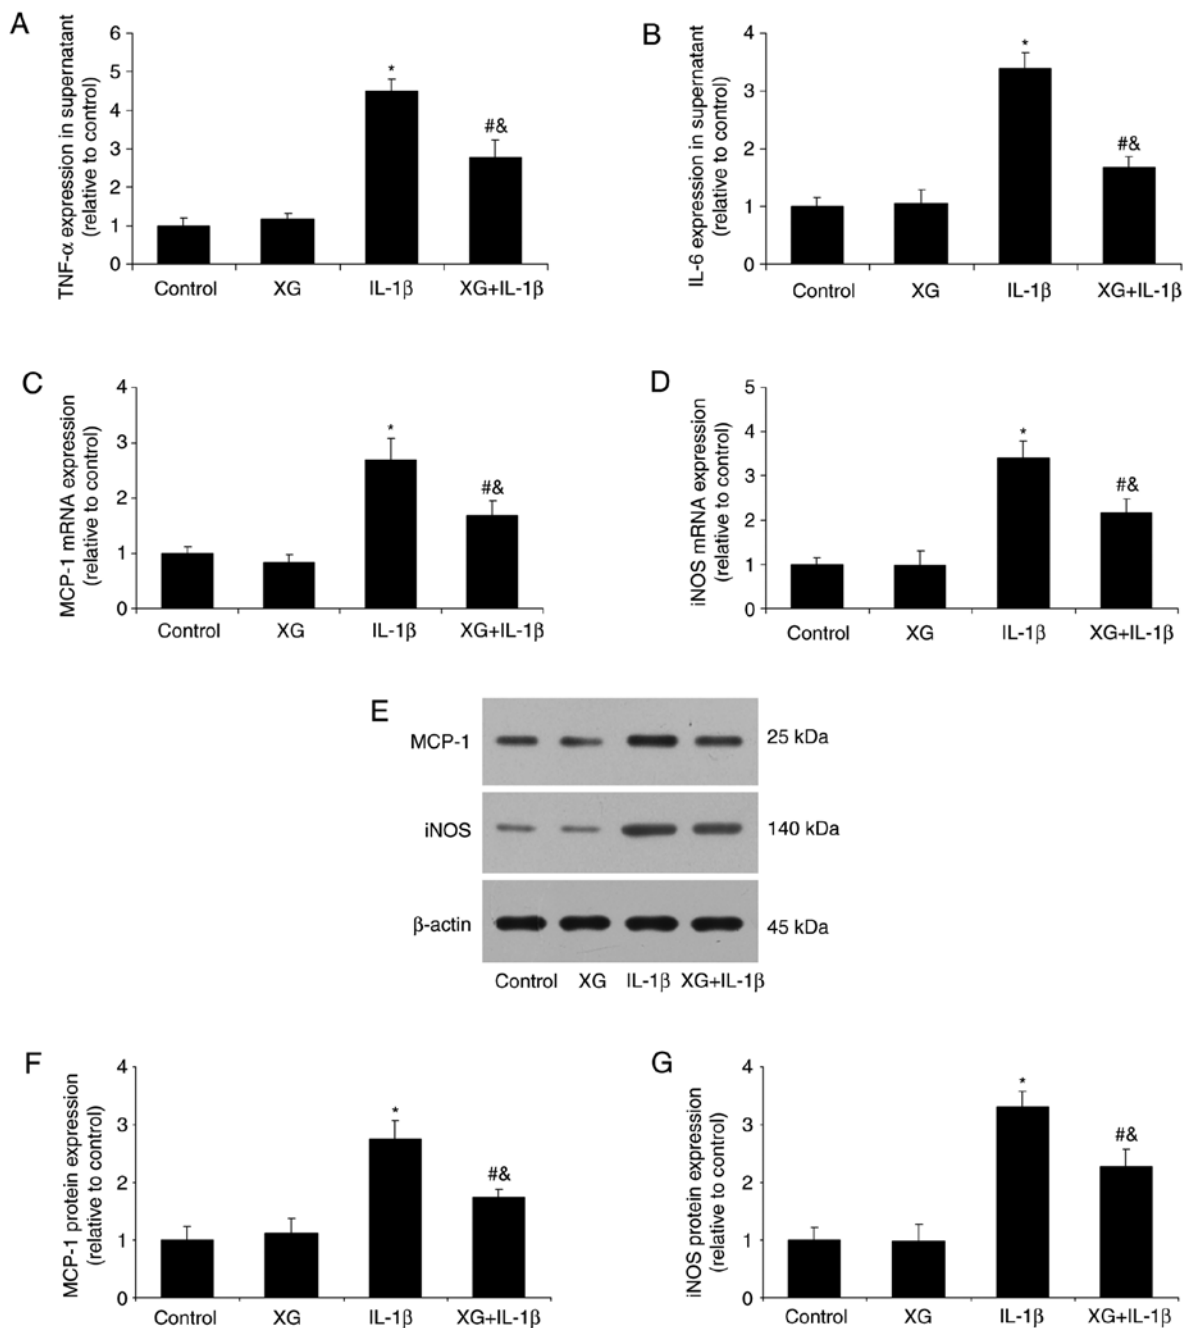 A
TNF-α expression in supernatant
(relative to control)
6
5
4
3
2
1
0
*
#&
Control XG IL-1β XG+IL-1β
B
IL-6 expression in supernatant
(relative to control)
4
3
2
1
0
*
#&
Control XG IL-1β XG+IL-1β
C
MCP-1 mRNA expression
(relative to control)
4
3
2
1
0
*
#&
Control XG IL-1β XG+IL-1β
D
iNOS mRNA expression
(relative to control)
5
4
3
2
1
0
*
#&
Control XG IL-1β XG+IL-1β
E
MCP-1 25 kDa
iNOS 140 kDa
β-actin 45 kDa
Control XG IL-1β XG+IL-1β
F
MCP-1 protein expression
(relative to control)
4
3
2
1
0
*
#&
Control XG IL-1β XG+IL-1β
G
iNOS protein expression
(relative to control)
4
3
2
1
0
*
#&
Control XG IL-1β XG+IL-1β